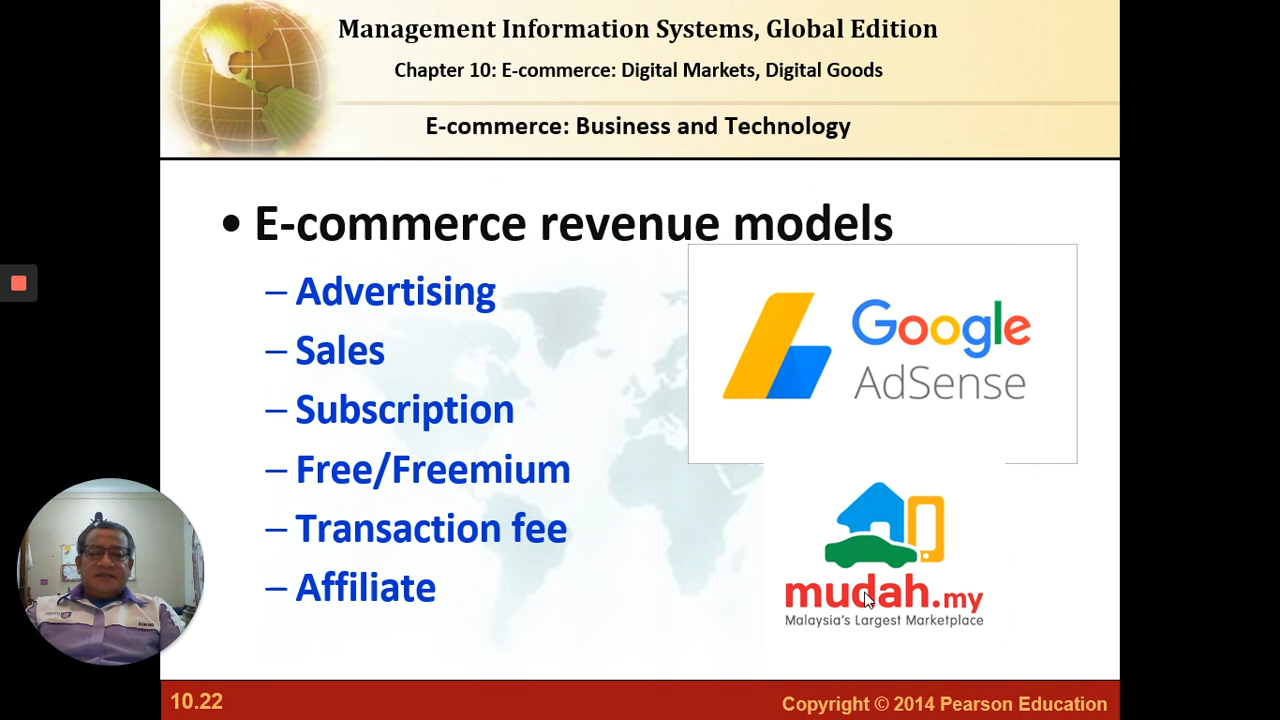 Management Information Systems, Global Edition
Chapter 10: E-commerce: Digital Markets, Digital Goods
E-commerce: Business and Technology
• E-commerce revenue models
– Advertising
– Sales
– Subscription
– Free/Freemium
– Transaction fee
– Affiliate
Google
AdSense
mudah.my
Malaysia's Largest Marketplace
10.22
Copyright © 2014 Pearson Education